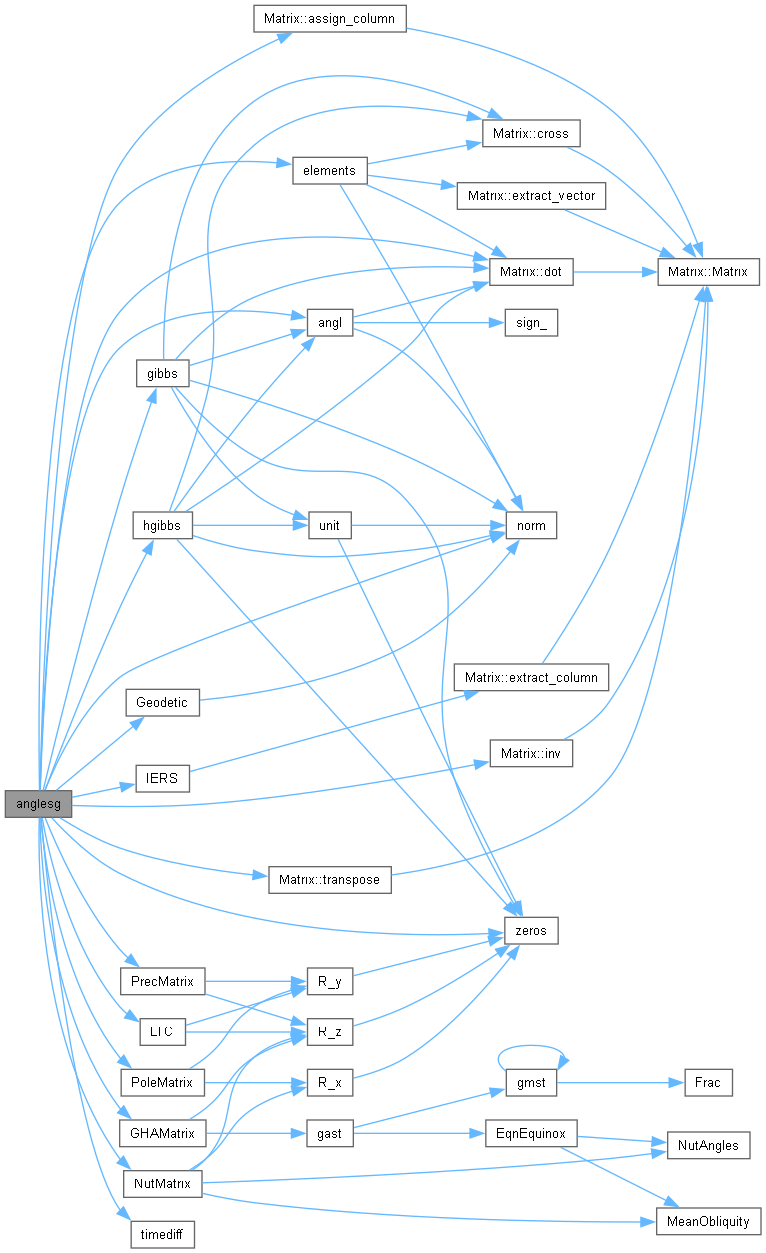 Matrix::assign_column
Matrix::cross
elements
Matrix::extract_vector
Matrix::dot
Matrix::Matrix
angl
sign_
gibbs
hgibbs
unit
norm
Matrix::extract_column
Geodetic
Matrix::inv
IERS
anglesg
Matrix::transpose
zeros
PrecMatrix
R_y
LTC
R_z
PoleMatrix
R_x
gmst
Frac
GHAMatrix
gast
EqnEquinox
NutAngles
NutMatrix
MeanObliquity
timediff